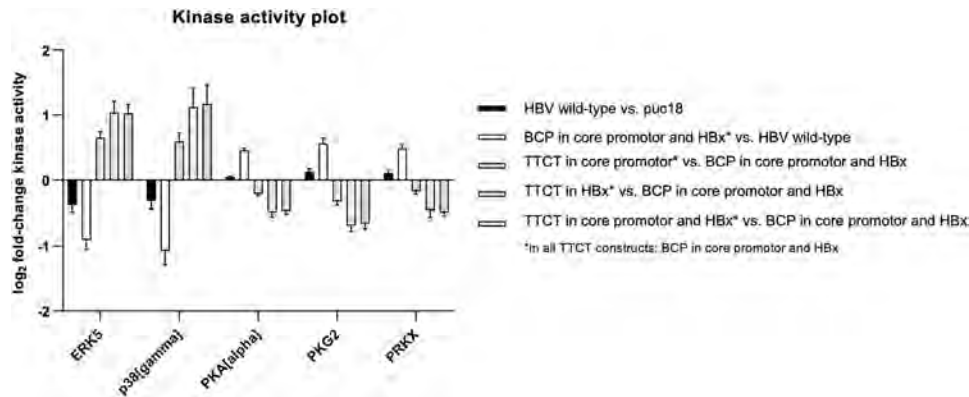 Kinase activity plot
log2 fold-change kinase activity
2
1
0
-1
-2
ERK5
p38[gamma]
PKA[alpha]
PKG2
PRKX
HBV wild-type vs. puc18
BCP in core promotor and HBx* vs. HBV wild-type
TTCT in core promotor* vs. BCP in core promotor and HBx
TTCT in HBx* vs. BCP in core promotor and HBx
TTCT in core promotor and HBx* vs. BCP in core promotor and HBx
*In all TTCT constructs: BCP in core promotor and HBx